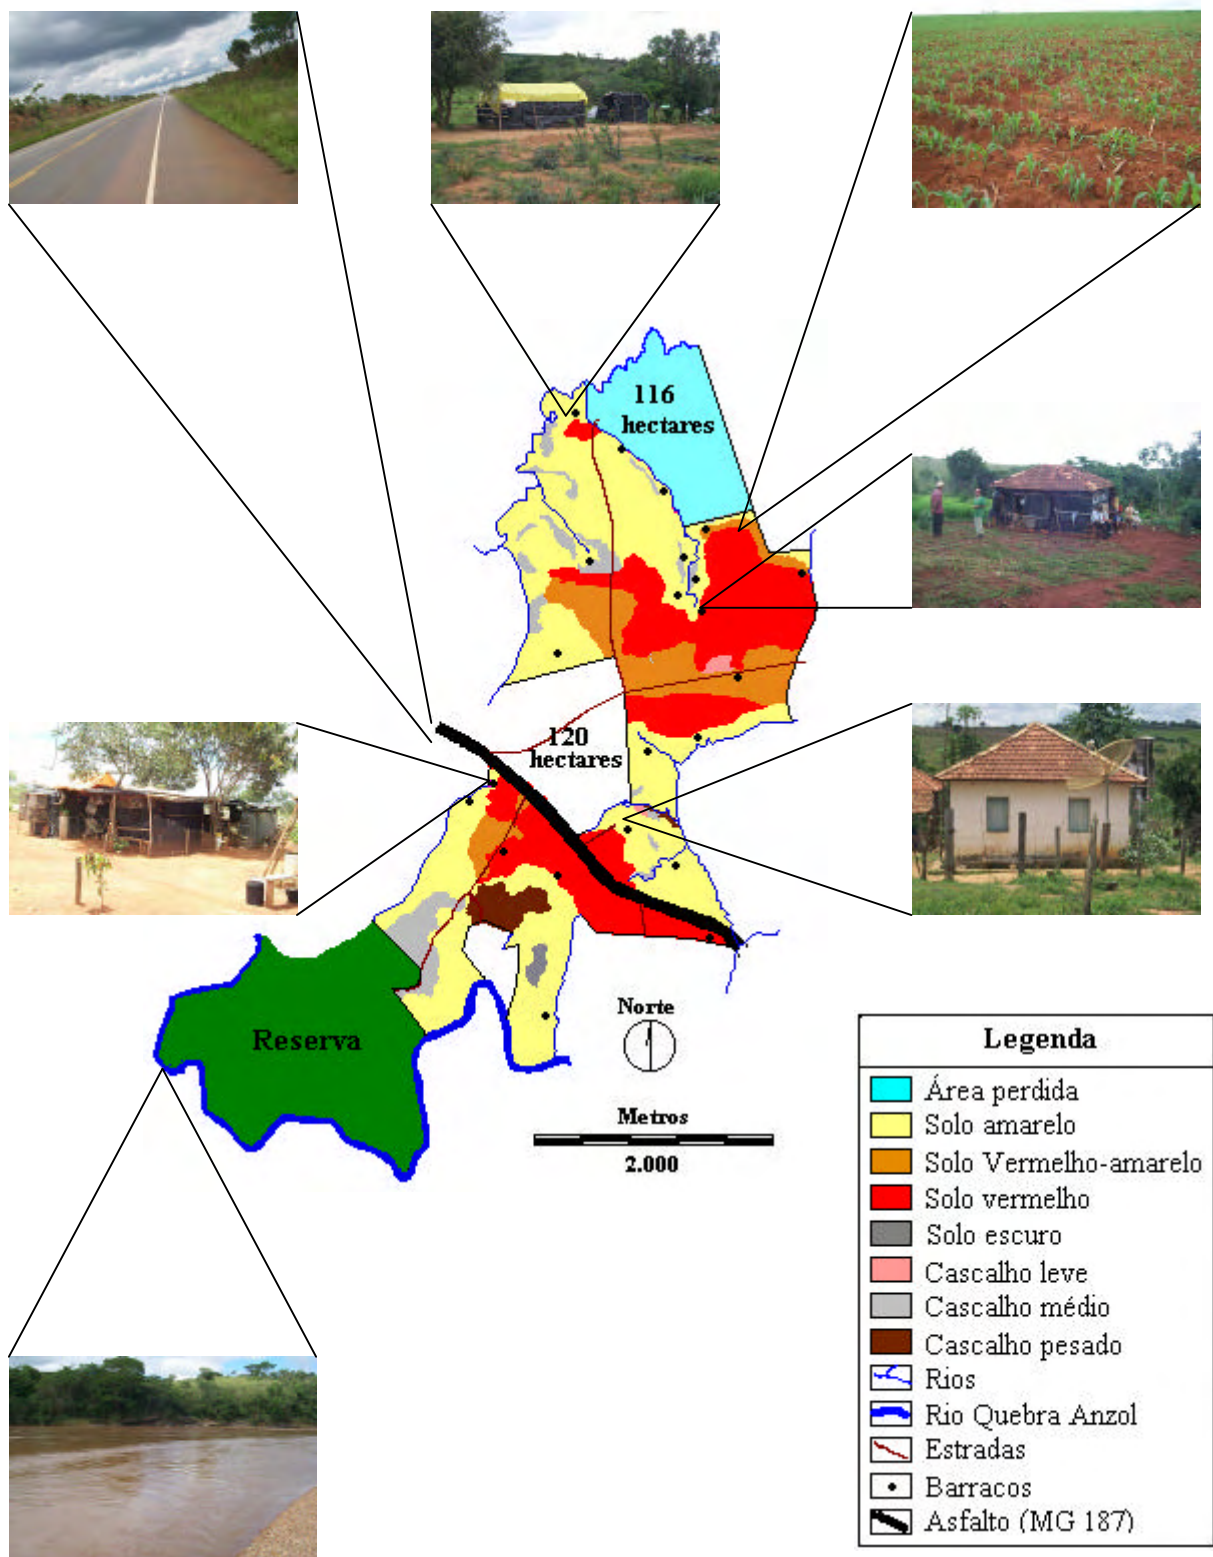 116
hectares
120
hectares
Reserva
Norte
Metros
2.000
Legenda
Área perdida
Solo amarelo
Solo Vermelho-amarelo
Solo vermelho
Solo escuro
Cascalho leve
Cascalho médio
Cascalho pesado
Rios
Rio Quebra Anzol
Estradas
Barracos
Asfalto (MG 187)